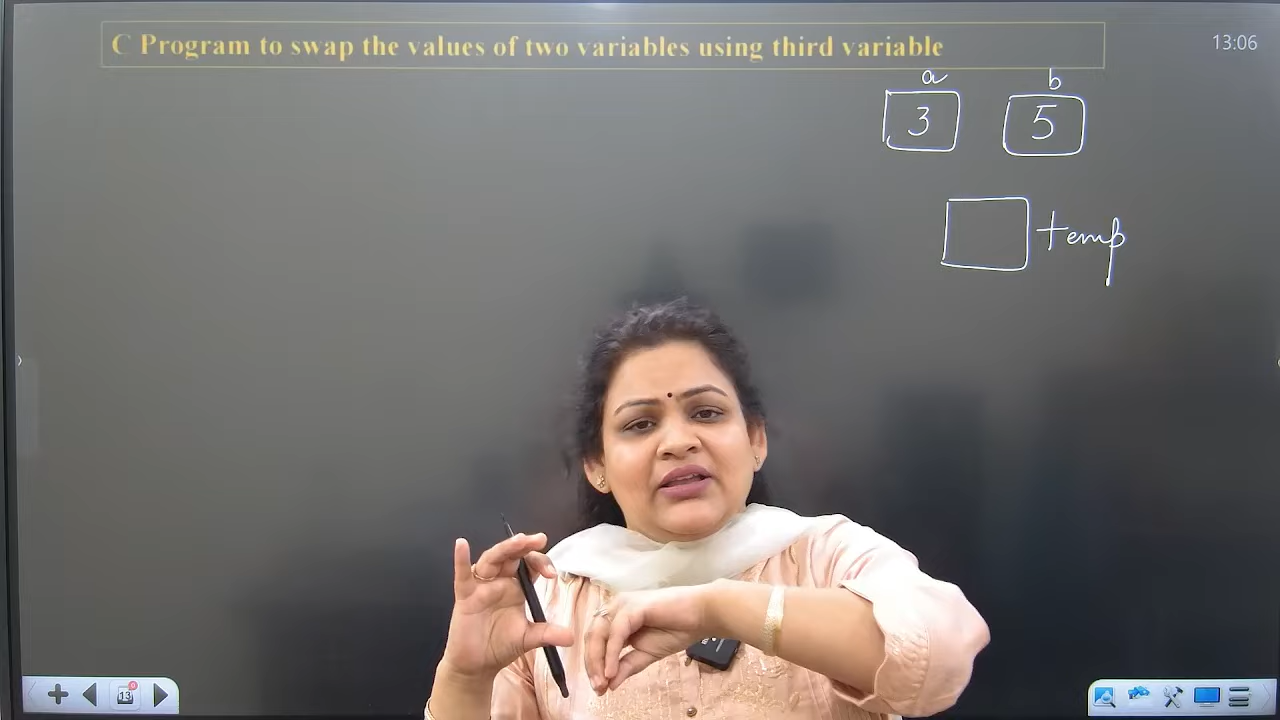 C Program to swap the values of two variables using third variable
13:06
a b
3 5
temp
13